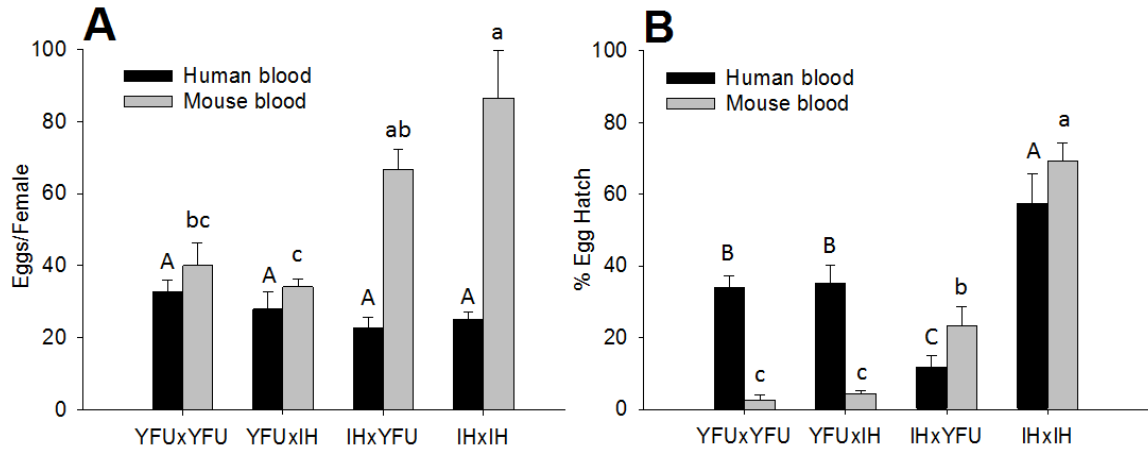 A
100
80
60
40
20
0
Eggs/Female
Human blood
Mouse blood
A
bc
A
c
A
ab
A
a
YFUxYFU
YFUxIH
IHxYFU
IHxIH
B
100
80
60
40
20
0
% Egg Hatch
Human blood
Mouse blood
B
c
B
c
C
b
A
a
YFUxYFU
YFUxIH
IHxYFU
IHxIH